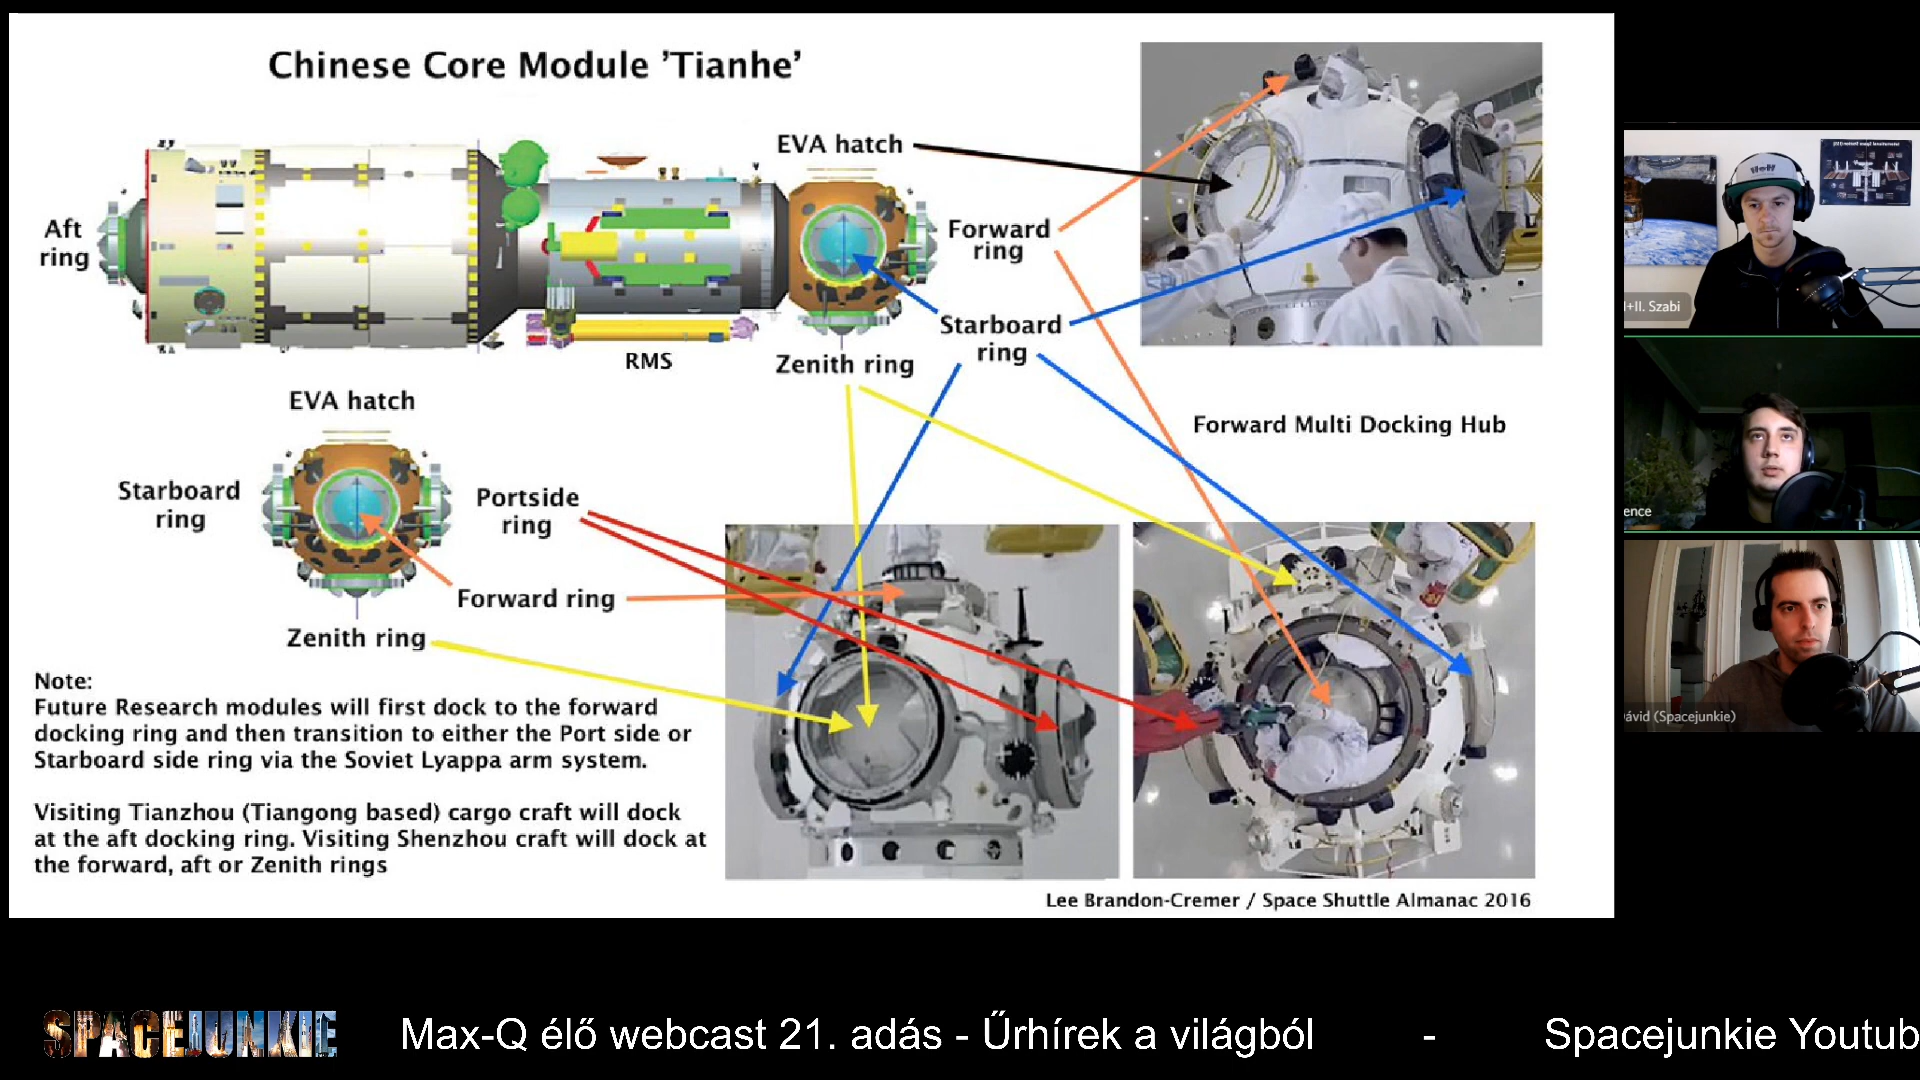 Chinese Core Module 'Tianhe'
EVA hatch
Aft
ring
Forward
ring
Starboard
ring
RMS
Zenith ring
EVA hatch
Forward Multi Docking Hub
Starboard
ring
Portside
ring
Forward ring
Zenith ring
Note:
Future Research modules will first dock to the forward
docking ring and then transition to either the Port side or
Starboard side ring via the Soviet Lyappa arm system.
Visiting Tianzhou (Tiangong based) cargo craft will dock
at the aft docking ring. Visiting Shenzhou craft will dock at
the forward, aft or Zenith rings
Lee Brandon-Cremer / Space Shuttle Almanac 2016
I+II. Szabi
ence
ávid (Spacejunkie)
SPACEJUNKIE
Max-Q élő webcast 21. adás - Űrhírek a világból - Spacejunkie Youtub